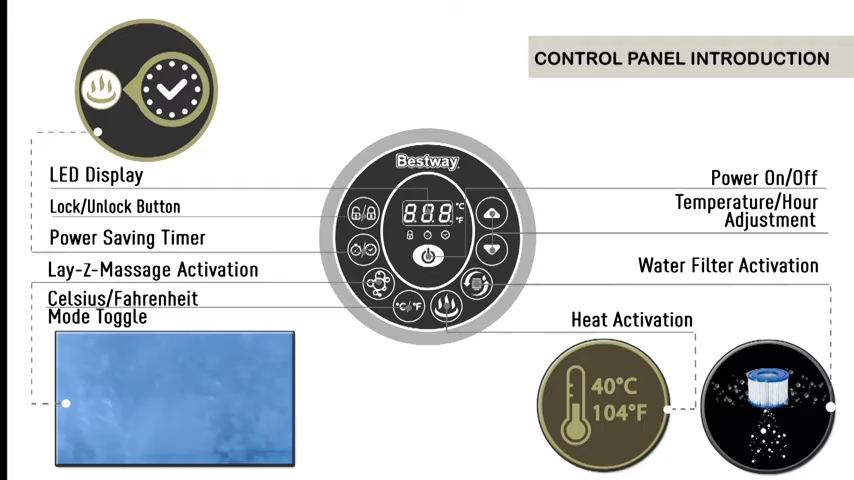 CONTROL PANEL INTRODUCTION
Bestway
LED Display
Power On/Off
Lock/Unlock Button
Temperature/Hour
Adjustment
8.0.8
°C
°F
Power Saving Timer
Water Filter Activation
Lay-Z-Massage Activation
Celsius/Fahrenheit
Mode Toggle
°C/°F
Heat Activation
40°C
104°F